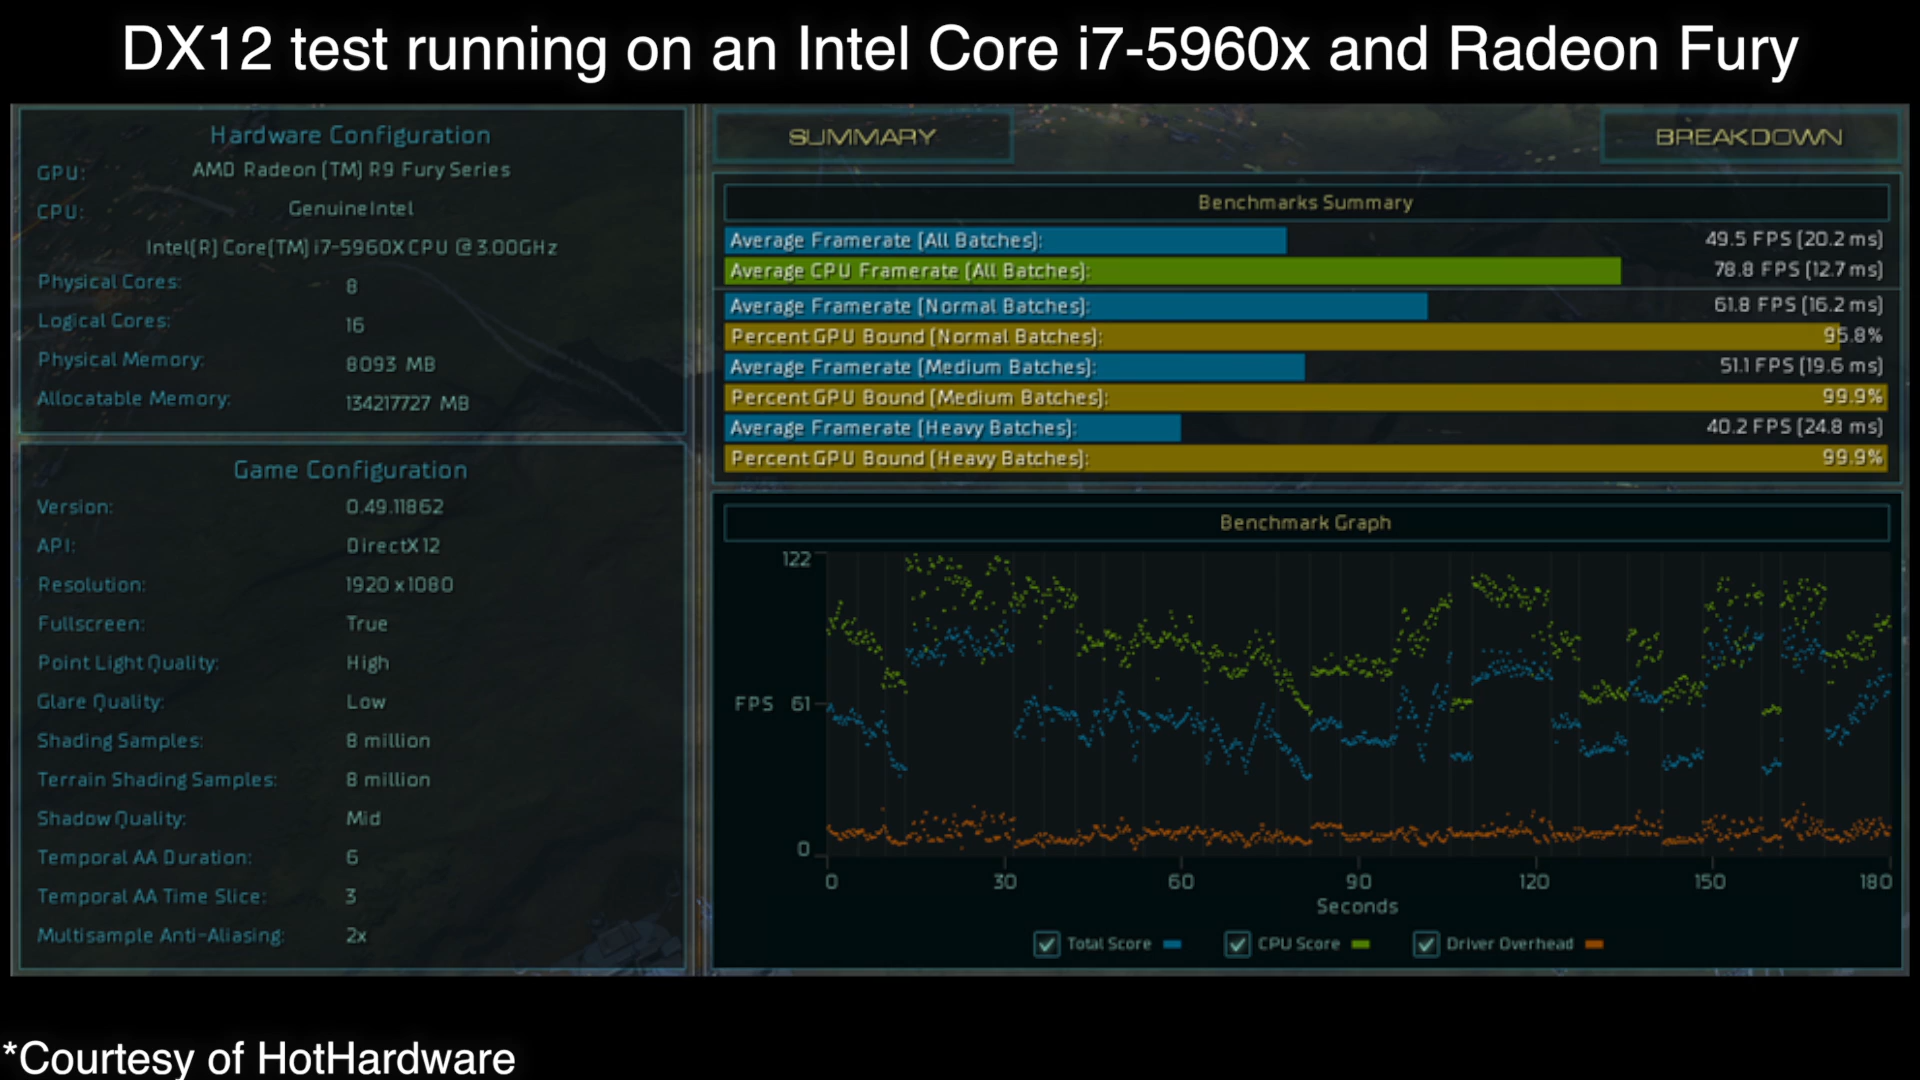 DX12 test running on an Intel Core i7-5960x and Radeon Fury
Hardware Configuration
GPU: AMD Radeon [TM] R9 Fury Series
CPU: GenuineIntel
Intel[R] Core[TM] i7-5960X CPU @ 3.00GHz
Physical Cores: 8
Logical Cores: 16
Physical Memory: 8093 MB
Allocatable Memory: 134217727 MB
Game Configuration
Version: 0.49.11862
API: DirectX 12
Resolution: 1920 x 1080
Fullscreen: True
Point Light Quality: High
Glare Quality: Low
Shading Samples: 8 million
Terrain Shading Samples: 8 million
Shadow Quality: Mid
Temporal AA Duration: 6
Temporal AA Time Slice: 3
Multisample Anti-Aliasing: 2x
SUMMARY
BREAKDOWN
Benchmarks Summary
Average Framerate [All Batches]: 49.5 FPS [20.2 ms]
Average CPU Framerate [All Batches]: 78.8 FPS [12.7 ms]
Average Framerate [Normal Batches]: 61.8 FPS [16.2 ms]
Percent GPU Bound [Normal Batches]: 95.8%
Average Framerate [Medium Batches]: 51.1 FPS [19.6 ms]
Percent GPU Bound [Medium Batches]: 99.9%
Average Framerate [Heavy Batches]: 40.2 FPS [24.8 ms]
Percent GPU Bound [Heavy Batches]: 99.9%
Benchmark Graph
122
FPS 61
0
0 30 60 90 120 150 180
Seconds
Total Score CPU Score Driver Overhead
*Courtesy of HotHardware